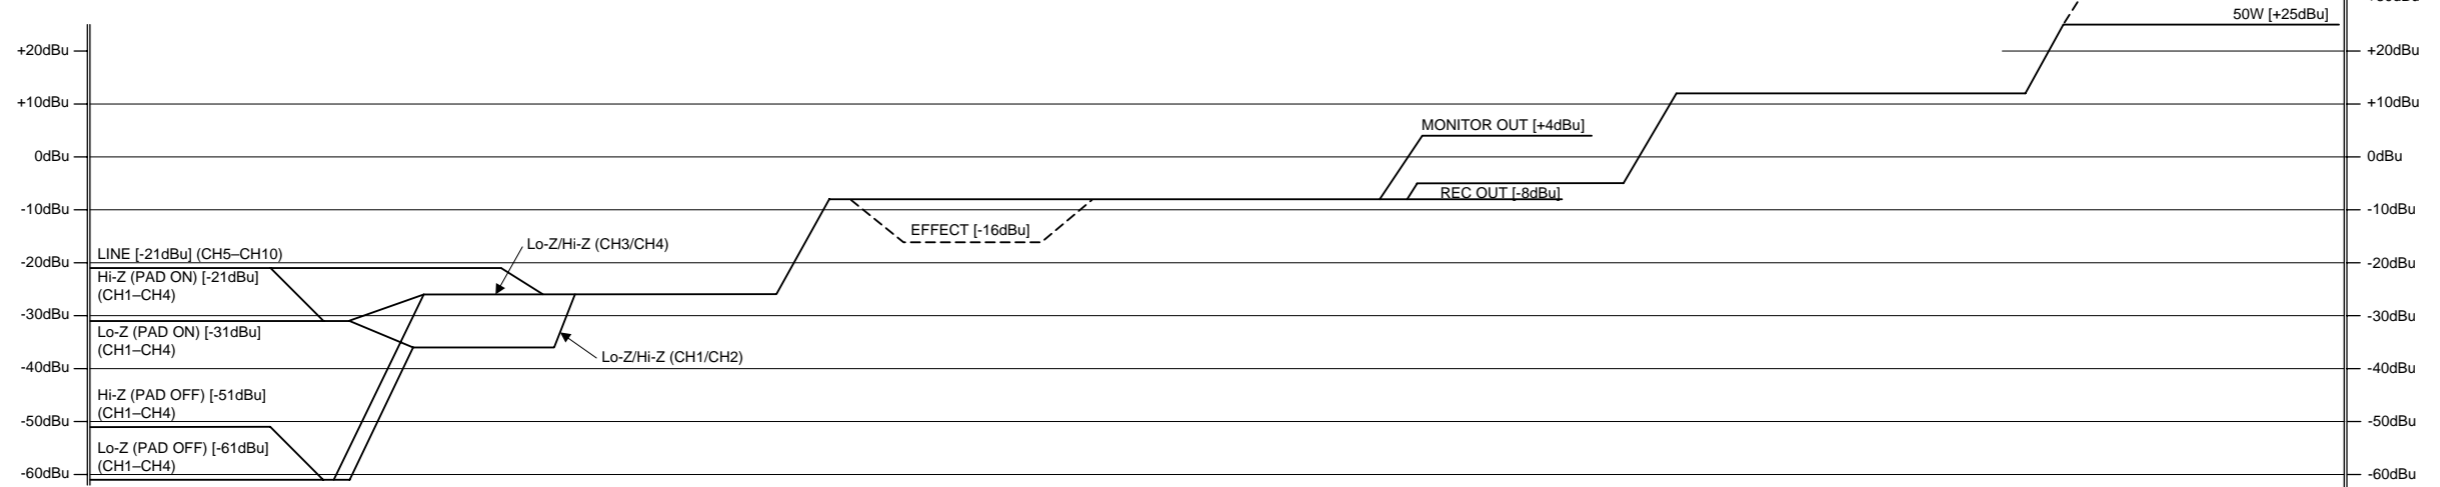 50W [+25dBu]
+20dBu
+20dBu
+10dBu
+10dBu
MONITOR OUT [+4dBu]
0dBu
0dBu
REC OUT [-8dBu]
-10dBu
-10dBu
EFFECT [-16dBu]
Lo-Z/Hi-Z (CH3/CH4)
LINE [-21dBu] (CH5–CH10)
-20dBu
-20dBu
Hi-Z (PAD ON) [-21dBu]
(CH1–CH4)
-30dBu
-30dBu
Lo-Z (PAD ON) [-31dBu]
(CH1–CH4)
Lo-Z/Hi-Z (CH1/CH2)
-40dBu
-40dBu
Hi-Z (PAD OFF) [-51dBu]
(CH1–CH4)
-50dBu
-50dBu
Lo-Z (PAD OFF) [-61dBu]
(CH1–CH4)
-60dBu
-60dBu